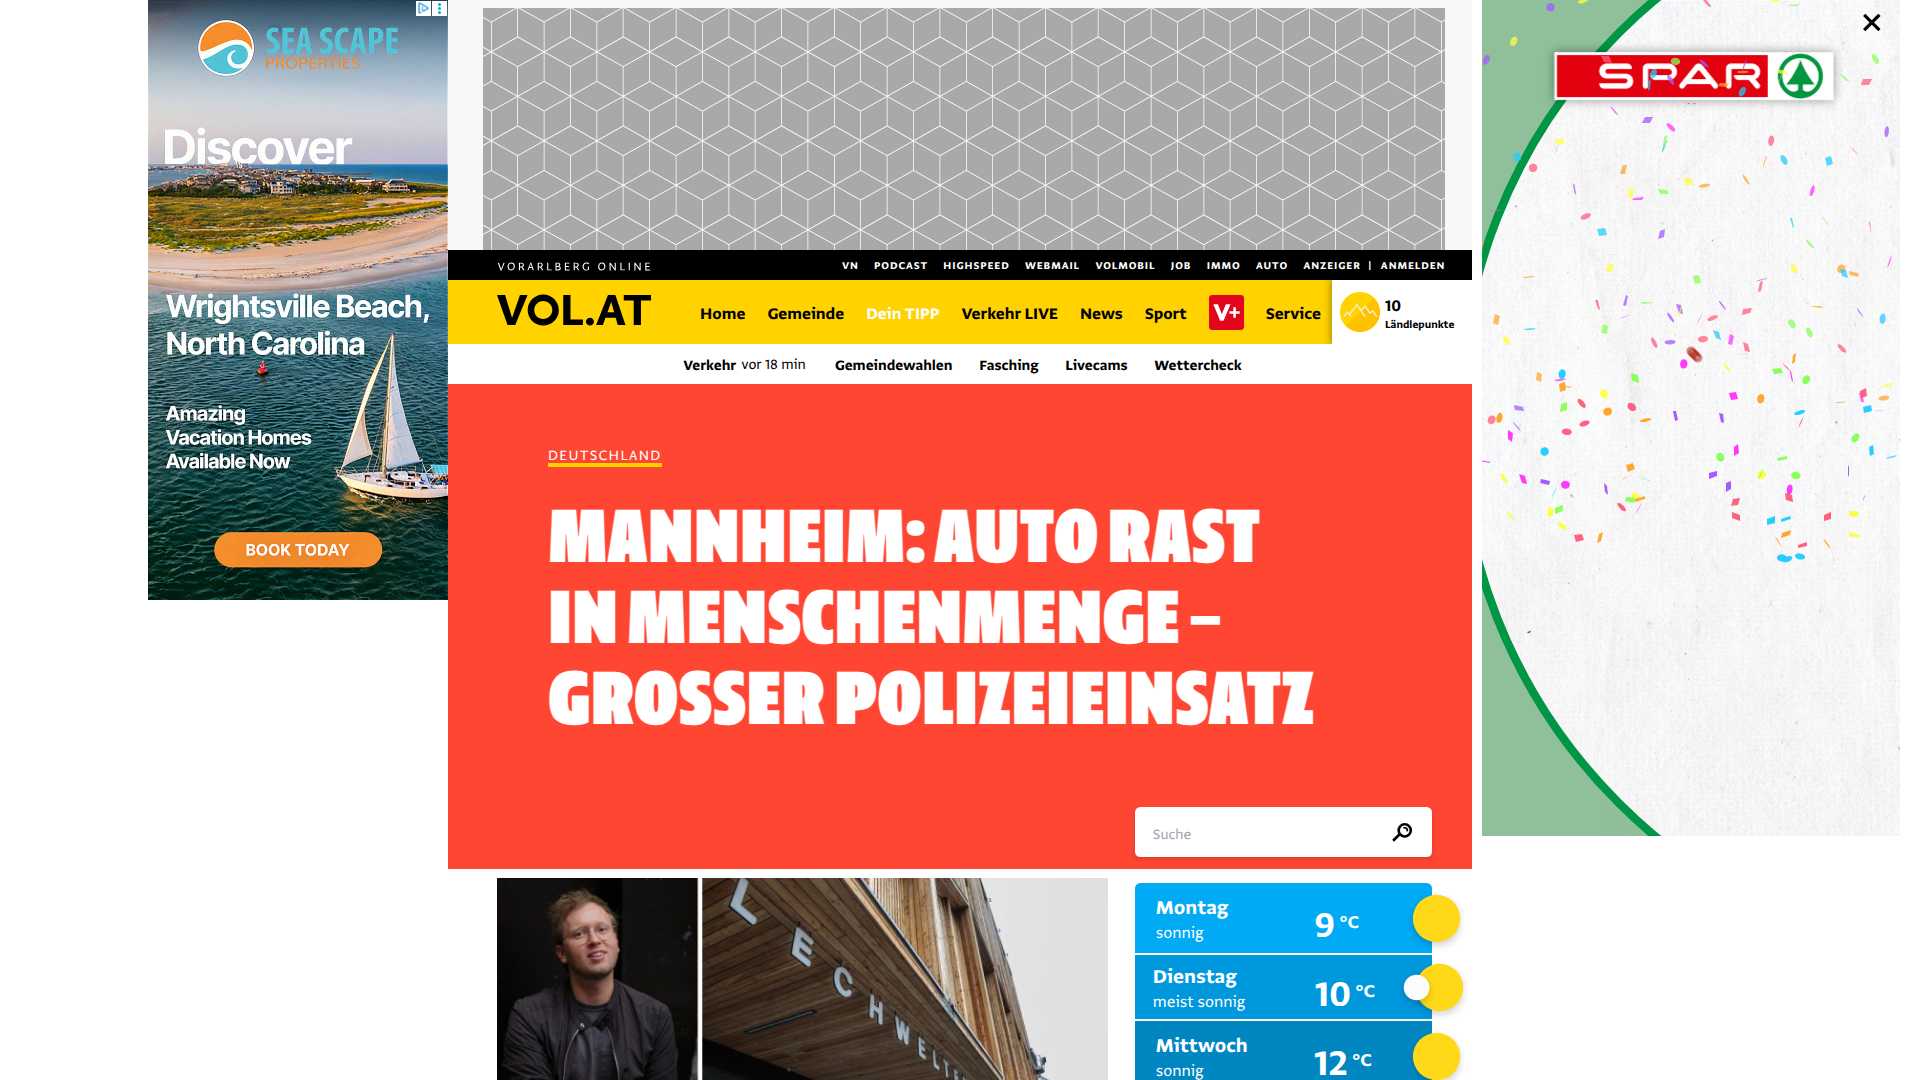 SEA SCAPE
PROPERTIES
Discover
Wrightsville Beach,
North Carolina
Amazing
Vacation Homes
Available Now
BOOK TODAY
SPAR
VORARLBERG ONLINE
VN PODCAST HIGHSPEED WEBMAIL VOLMOBIL JOB IMMO AUTO ANZEIGER | ANMELDEN
VOL.AT
Home Gemeinde Dein TIPP Verkehr LIVE News Sport V+ Service
10
Ländlepunkte
Verkehr vor 18 min Gemeindewahlen Fasching Livecams Wettercheck
DEUTSCHLAND
MANNHEIM: AUTO RAST
IN MENSCHENMENGE –
GROSSER POLIZEIEINSATZ
Suche
LECHWELTEN
Montag
sonnig
9 °C
Dienstag
meist sonnig
10 °C
Mittwoch
sonnig
12 °C